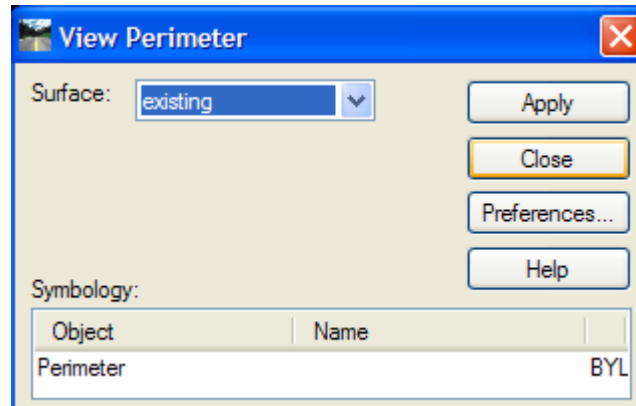 View Perimeter
Surface: existing
Apply
Close
Preferences...
Help
Symbology:
Object Name
Perimeter BYL